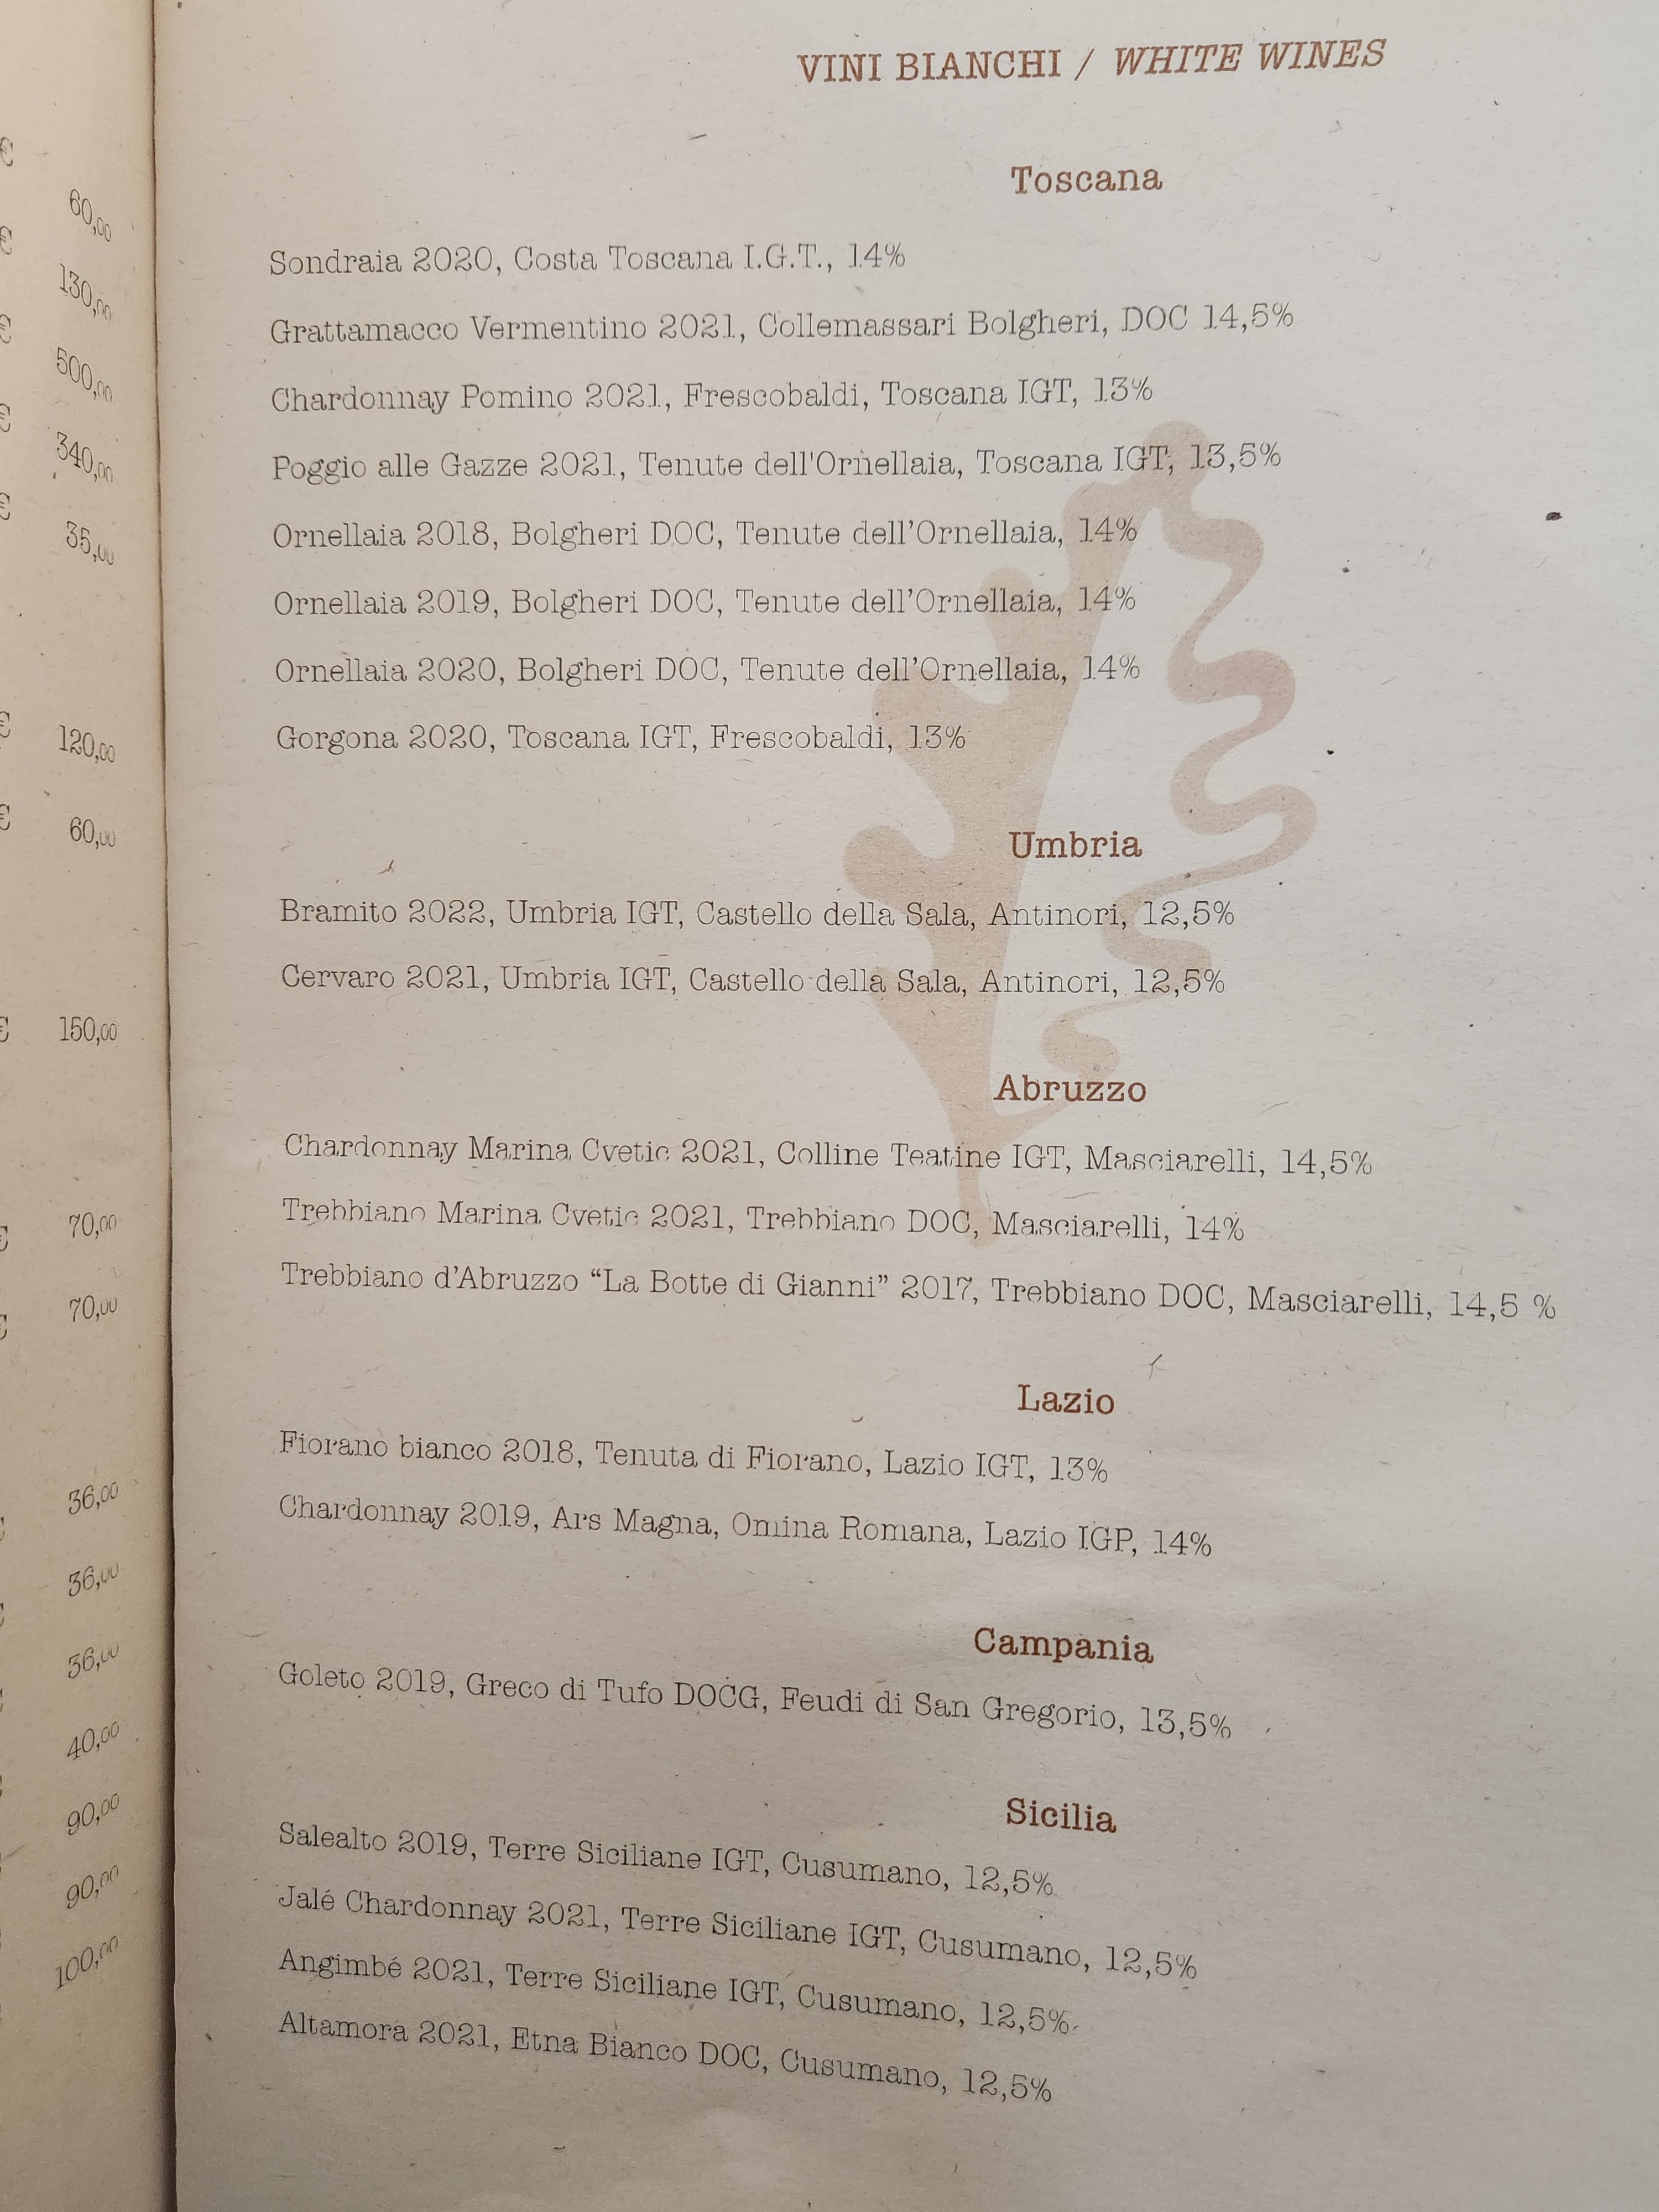 VINI BIANCHI / WHITE WINES
Toscana
Sondraia 2020, Costa Toscana I.G.T., 14%
Grattamacco Vermentino 2021, Collemassari Bolgheri, DOC 14,5%
Chardonnay Pomino 2021, Frescobaldi, Toscana IGT, 13%
Poggio alle Gazze 2021, Tenute dell'Ornellaia, Toscana IGT, 13,5%
Ornellaia 2018, Bolgheri DOC, Tenute dell’Ornellaia, 14%
Ornellaia 2019, Bolgheri DOC, Tenute dell’Ornellaia, 14%
Ornellaia 2020, Bolgheri DOC, Tenute dell’Ornellaia, 14%
Gorgona 2020, Toscana IGT, Frescobaldi, 13%
Umbria
Bramito 2022, Umbria IGT, Castello della Sala, Antinori, 12,5%
Cervaro 2021, Umbria IGT, Castello della Sala, Antinori, 12,5%
Abruzzo
Chardonnay Marina Cvetic 2021, Colline Teatine IGT, Masciarelli, 14,5%
Trebbiano Marina Cvetic 2021, Trebbiano DOC, Masciarelli, 14%
Trebbiano d’Abruzzo “La Botte di Gianni” 2017, Trebbiano DOC, Masciarelli, 14,5 %
Lazio
Fiorano bianco 2018, Tenuta di Fiorano, Lazio IGT, 13%
Chardonnay 2019, Ars Magna, Omina Romana, Lazio IGP, 14%
Campania
Goleto 2019, Greco di Tufo DOCG, Feudi di San Gregorio, 13,5%
Sicilia
Salealto 2019, Terre Siciliane IGT, Cusumano, 12,5%
Jalé Chardonnay 2021, Terre Siciliane IGT, Cusumano, 12,5%
Angimbé 2021, Terre Siciliane IGT, Cusumano, 12,5%
Altamora 2021, Etna Bianco DOC, Cusumano, 12,5%
€ 60,00
€ 130,00
€ 500,00
€ 340,00
€ 35,00
€ 120,00
€ 60,00
€ 150,00
€ 70,00
€ 70,00
36,00
36,00
36,00
40,00
90,00
90,00
100,00